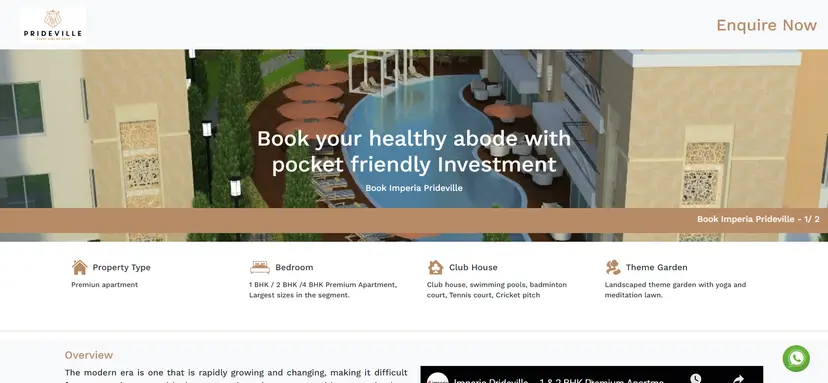 PRIDEVILLE
Enquire Now
Book your healthy abode with
pocket friendly Investment
Book Imperia Prideville
Book Imperia Prideville - 1/ 2
Property Type
Premiun apartment
Bedroom
1 BHK / 2 BHK /4 BHK Premium Apartment,
Largest sizes in the segment.
Club House
Club house, swimming pools, badminton
court, Tennis court, Cricket pitch
Theme Garden
Landscaped theme garden with yoga and
meditation lawn.
Overview
The modern era is one that is rapidly growing and changing, making it difficult
Imperia Prideville - 1 & 2 BHK Premium Apartme...